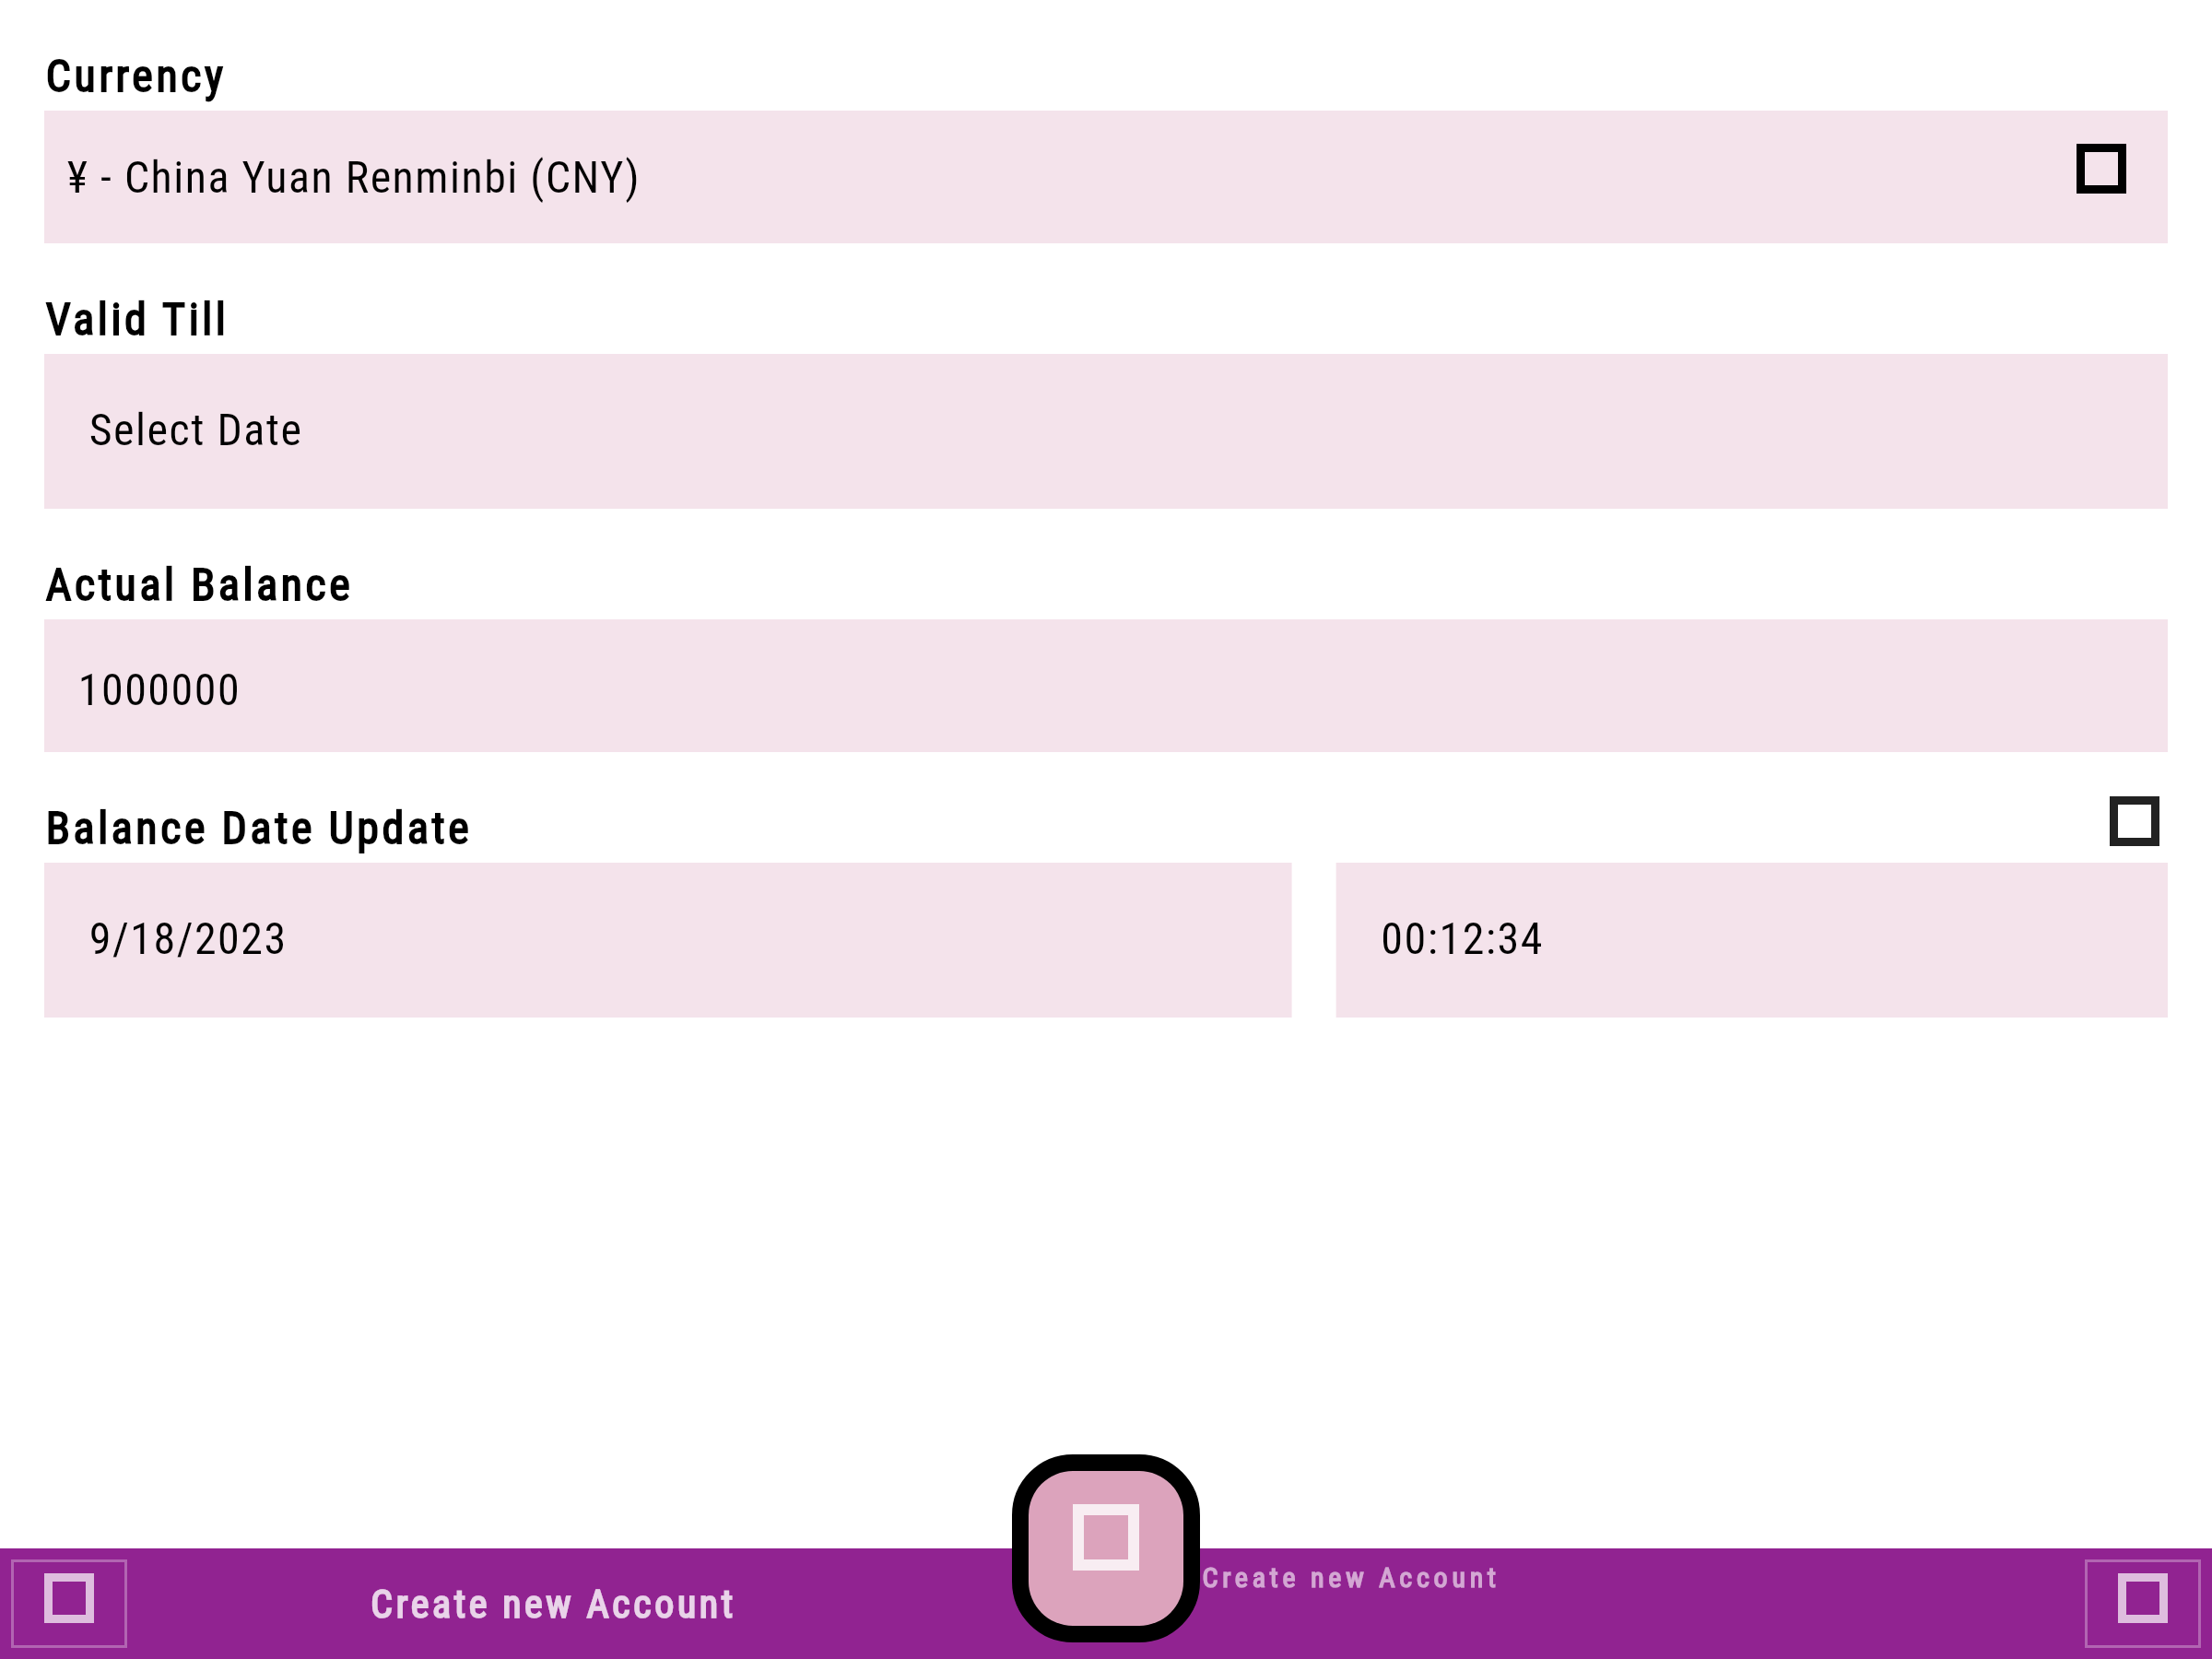 Currency
¥ - China Yuan Renminbi (CNY)
Valid Till
Select Date
Actual Balance
1000000
Balance Date Update
9/18/2023
00:12:34
Create new Account
Create new Account